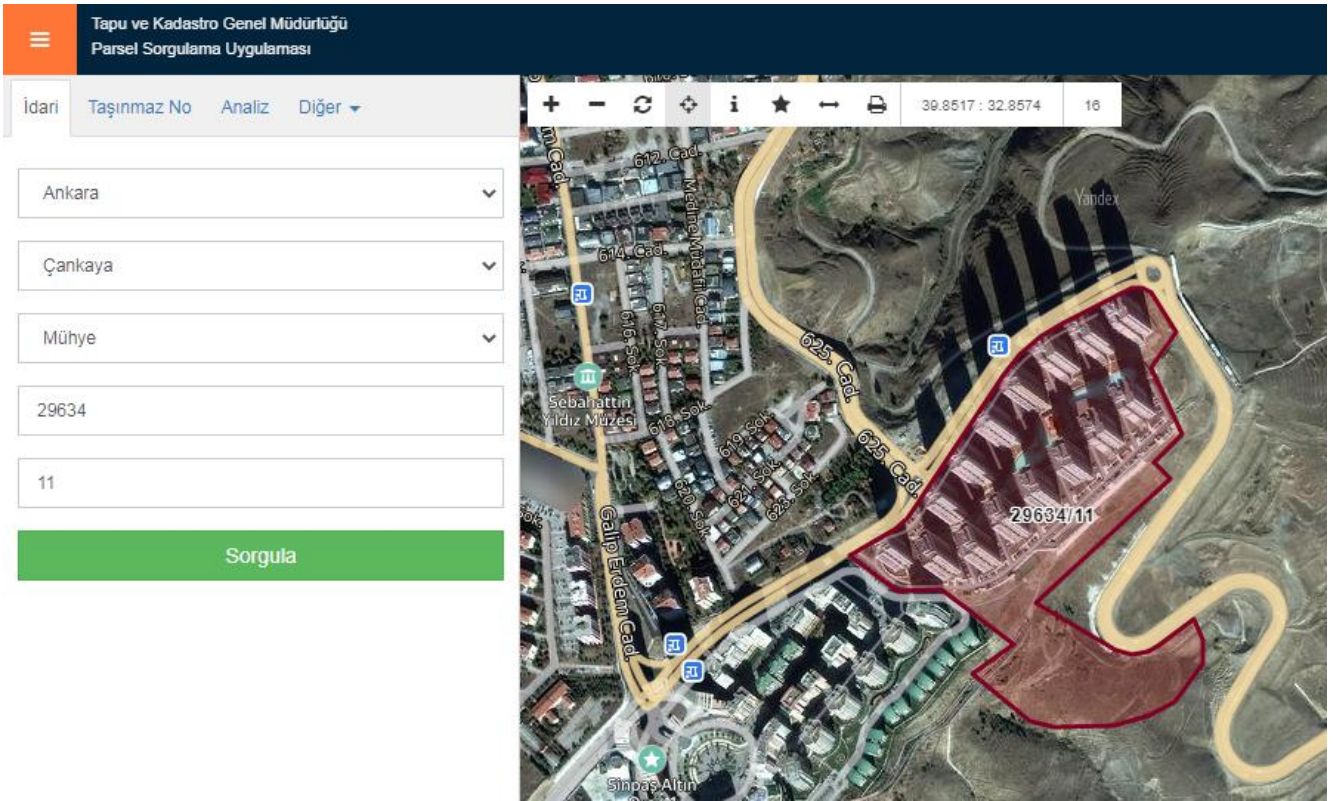 Tapu ve Kadastro Genel Müdürlüğü
Parsel Sorgulama Uygulaması
İdari Taşınmaz No Analiz Diğer
39.8517 : 32.8574 16
Ankara
Çankaya
Mühye
29634
11
Sorgula
Yandex
612. Cad.
Medine Müdafi Cad.
614. Cad.
616. Sok.
617. Sok.
625. Cad.
Sebahattin
Yıldız Müzesi
618. Sok.
619. Sok.
625. Cad.
620. Sok.
621. Sok.
623. Sok.
29634/11
Galip Erdem Cad.
Sinpaş Altın